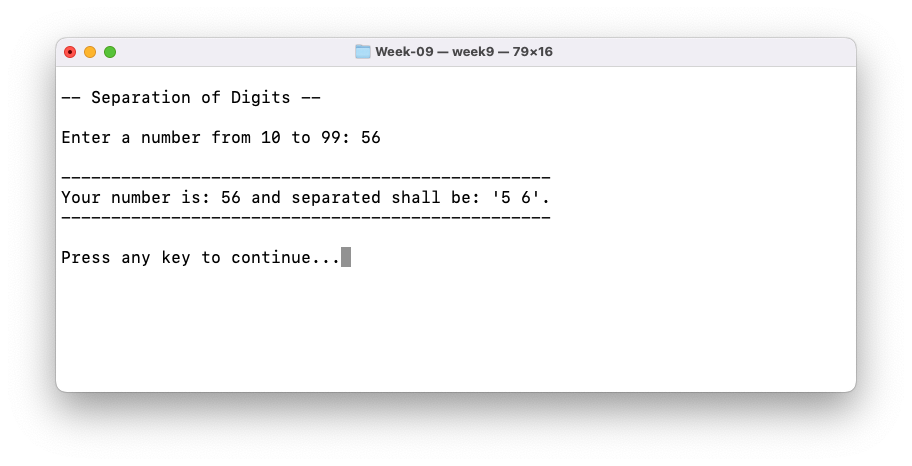 Week-09 — week9 — 79×16
-- Separation of Digits --
Enter a number from 10 to 99: 56
-------------------------------------------------
Your number is: 56 and separated shall be: '5 6'.
-------------------------------------------------
Press any key to continue...